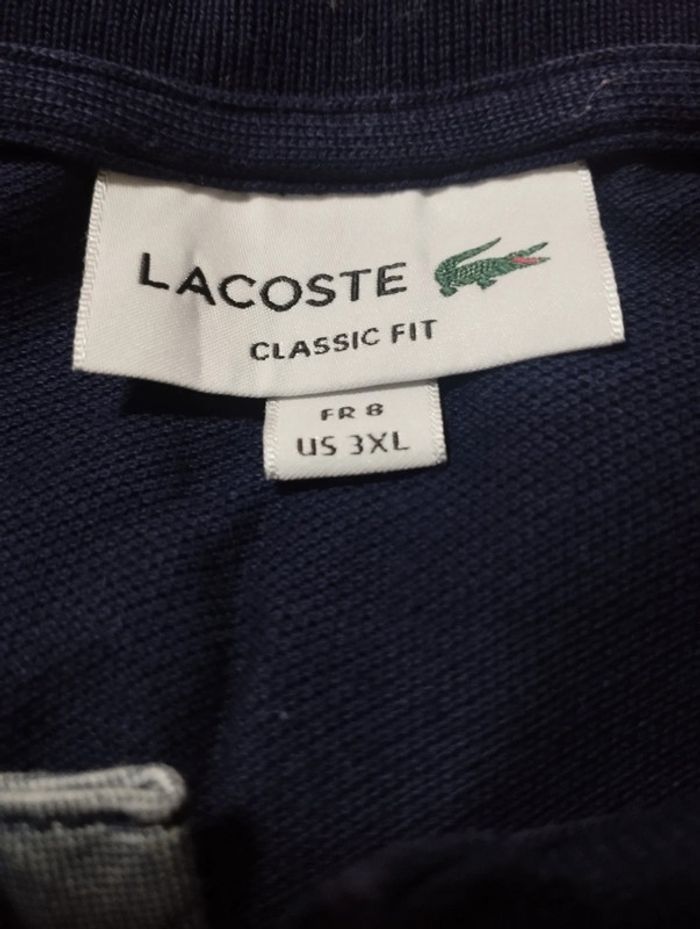 LACOSTE
CLASSIC FIT
FR 8
US 3XL